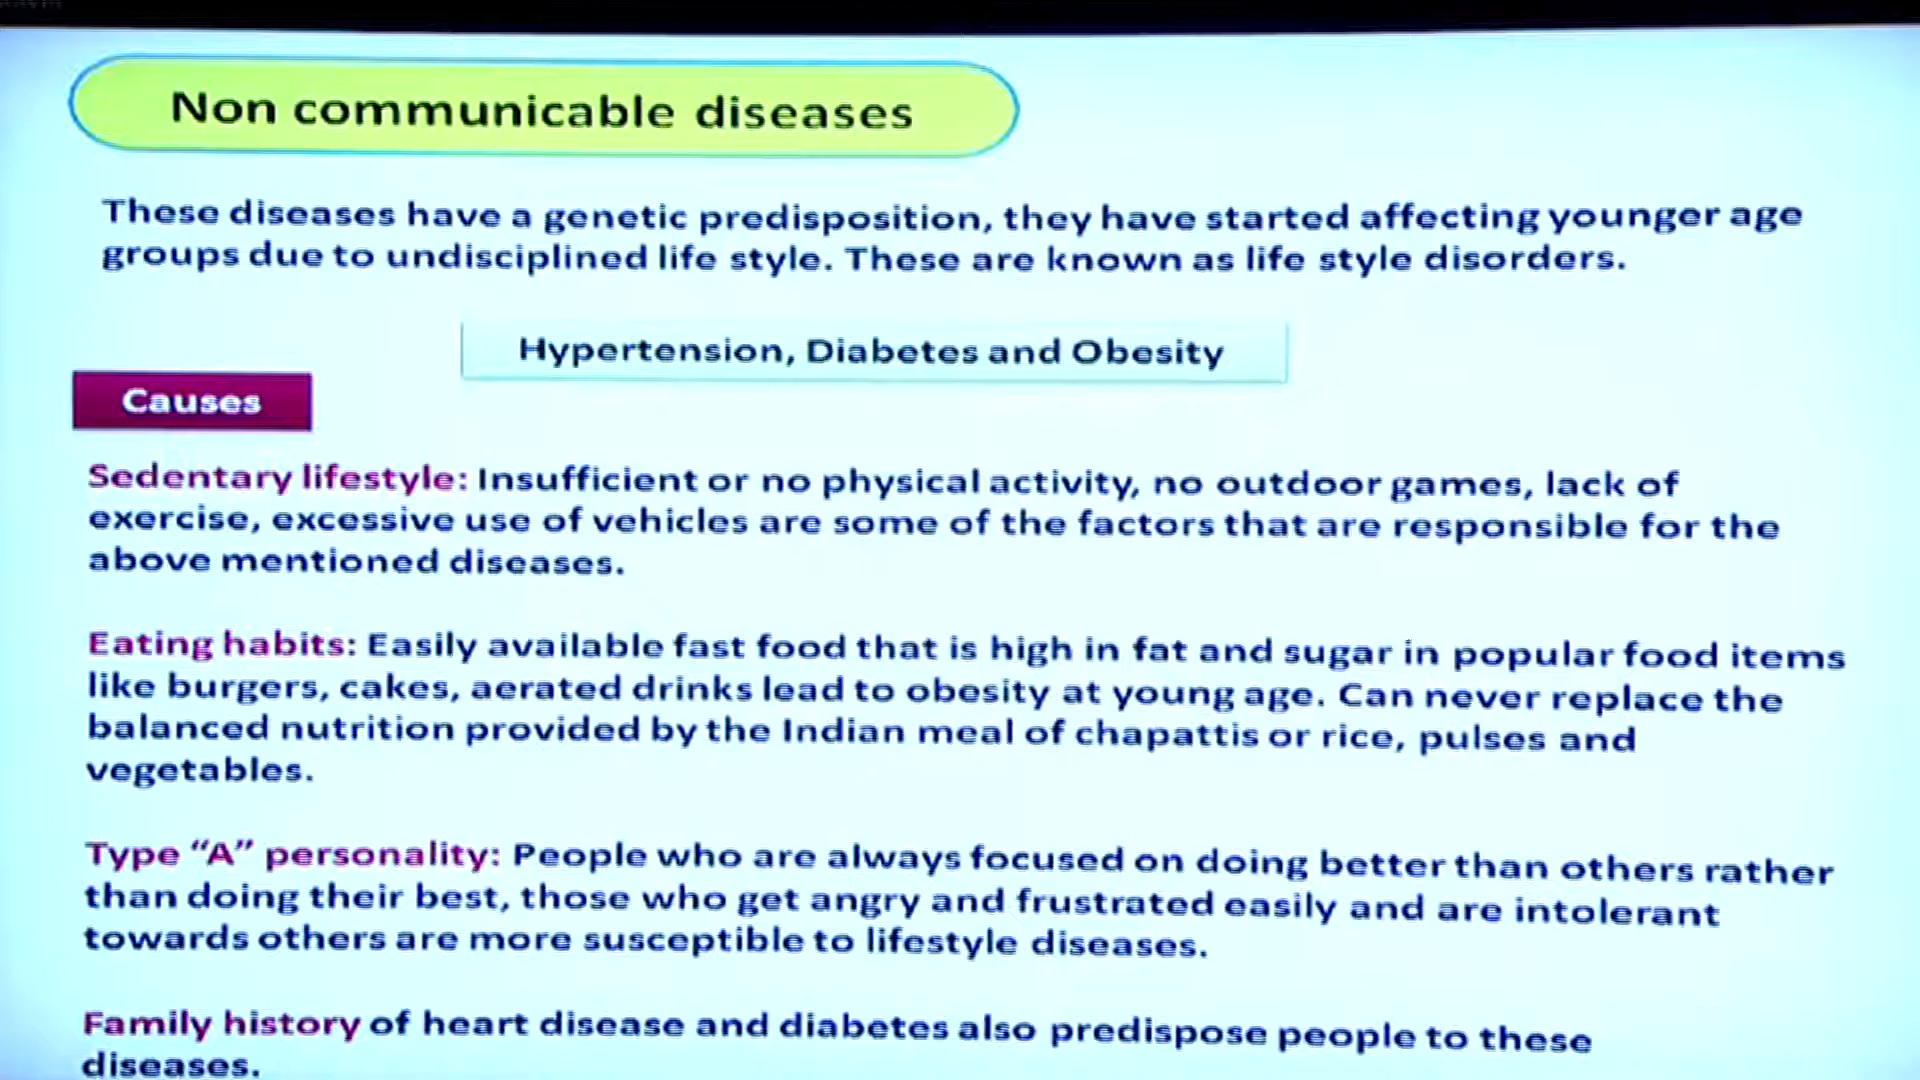 Non communicable diseases
These diseases have a genetic predisposition, they have started affecting younger age
groups due to undisciplined life style. These are known as life style disorders.
Hypertension, Diabetes and Obesity
Causes
Sedentary lifestyle: Insufficient or no physical activity, no outdoor games, lack of
exercise, excessive use of vehicles are some of the factors that are responsible for the
above mentioned diseases.
Eating habits: Easily available fast food that is high in fat and sugar in popular food items
like burgers, cakes, aerated drinks lead to obesity at young age. Can never replace the
balanced nutrition provided by the Indian meal of chapattis or rice, pulses and
vegetables.
Type “A” personality: People who are always focused on doing better than others rather
than doing their best, those who get angry and frustrated easily and are intolerant
towards others are more susceptible to lifestyle diseases.
Family history of heart disease and diabetes also predispose people to these
diseases.